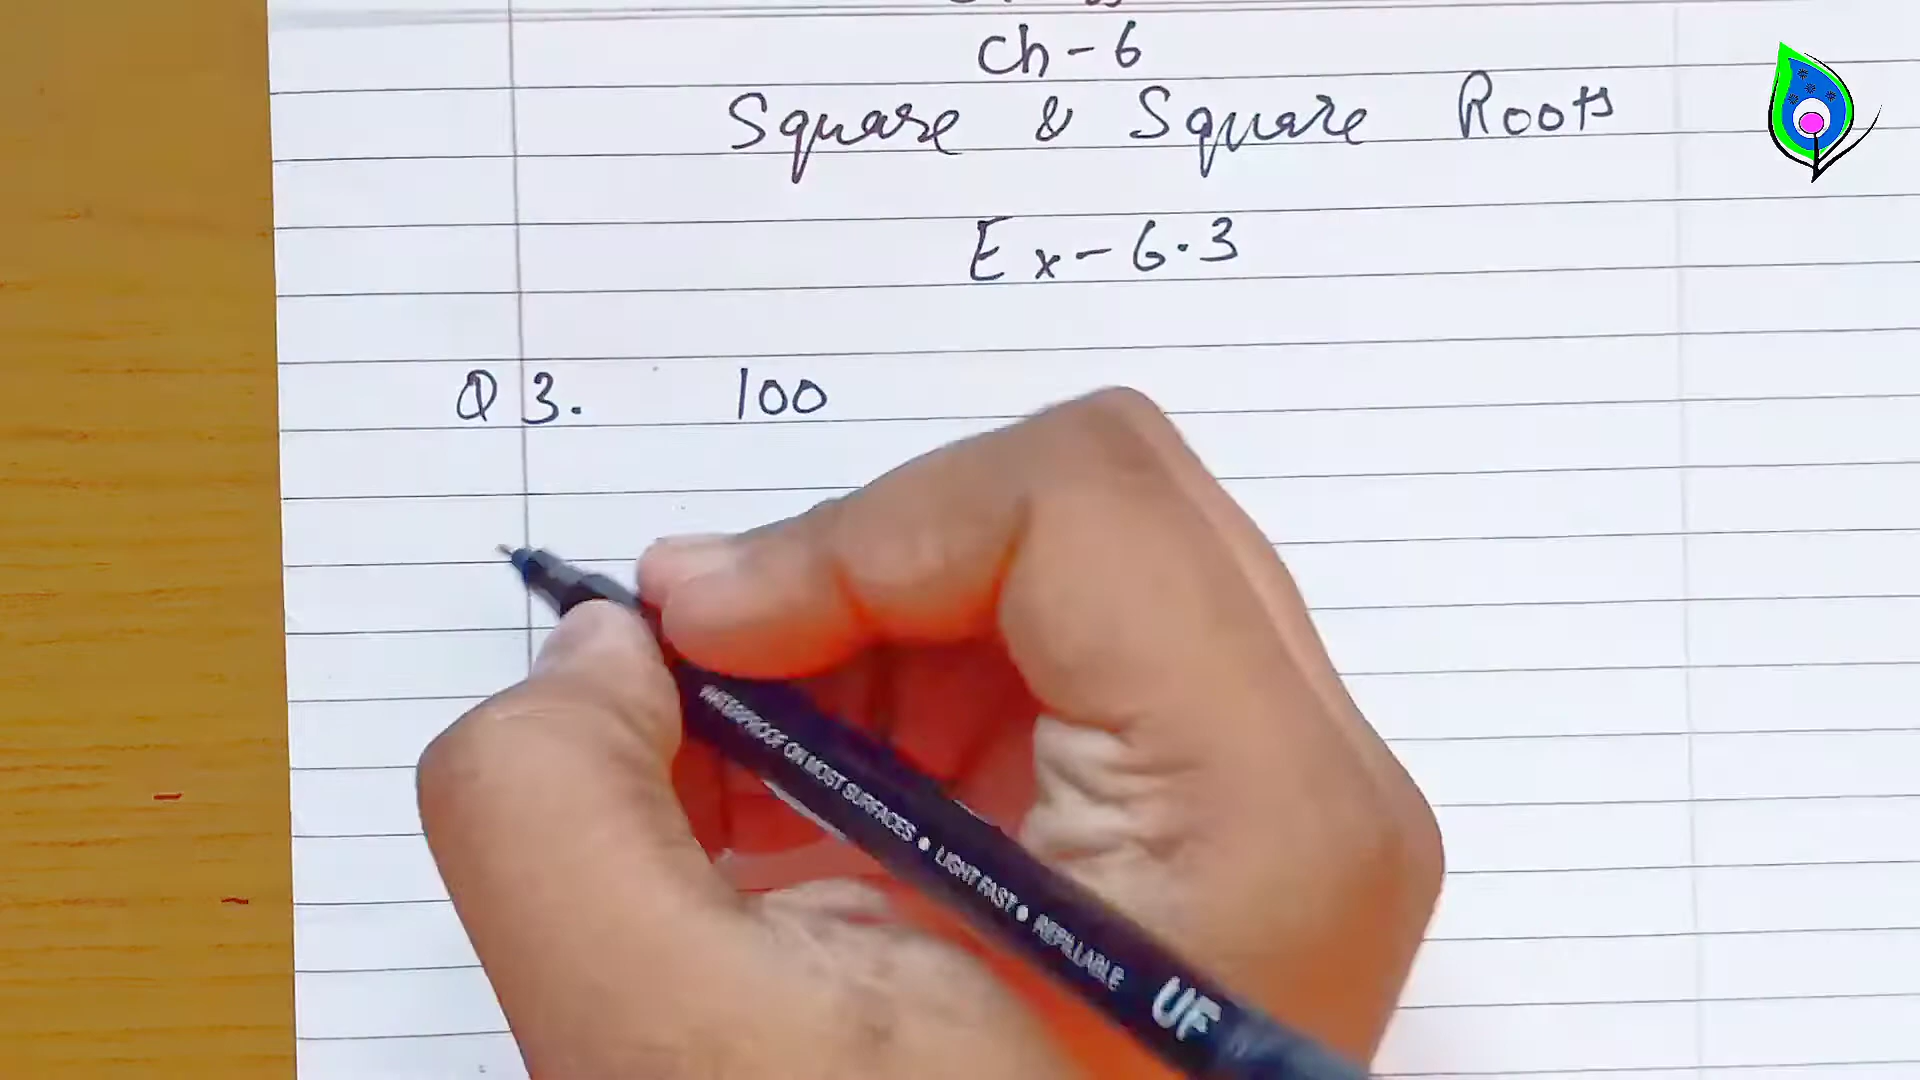 Ch - 6
Square & Square Roots
Ex - 6.3
Q 3. 100
WATERPROOF ON MOST SURFACES • LIGHT FAST • REFILLABLE UF